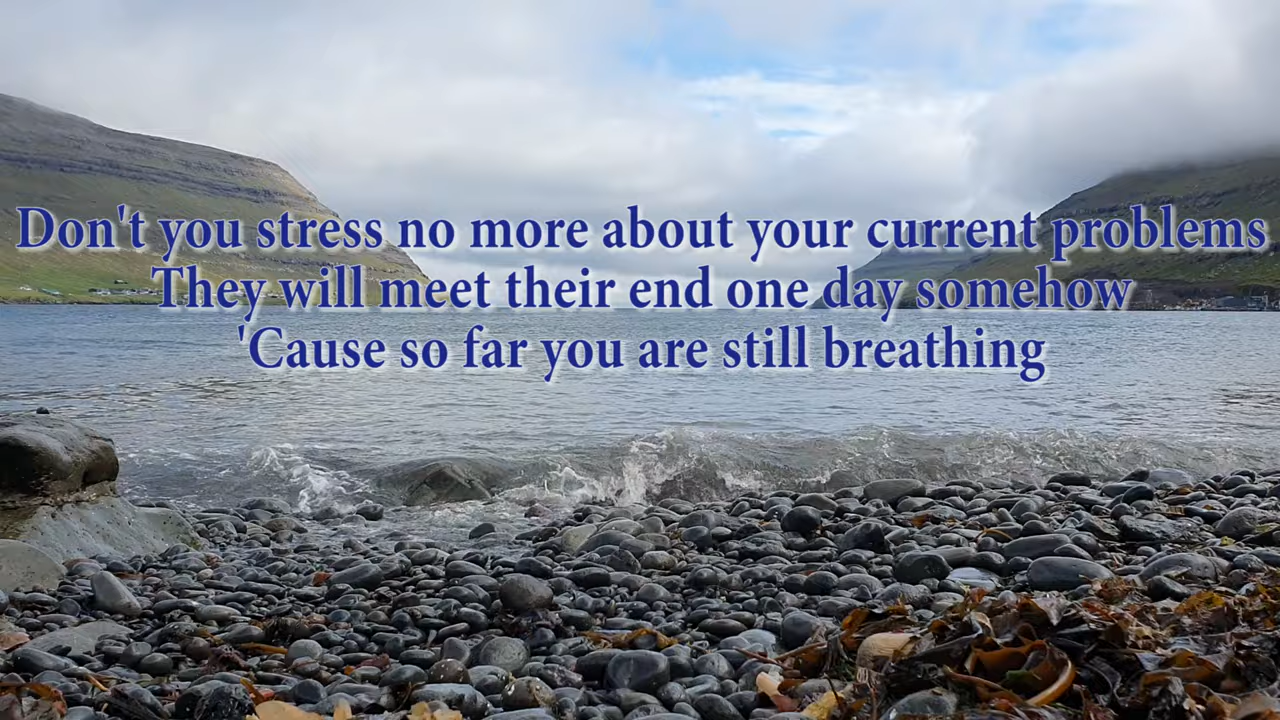 Don't you stress no more about your current problems
They will meet their end one day somehow
'Cause so far you are still breathing